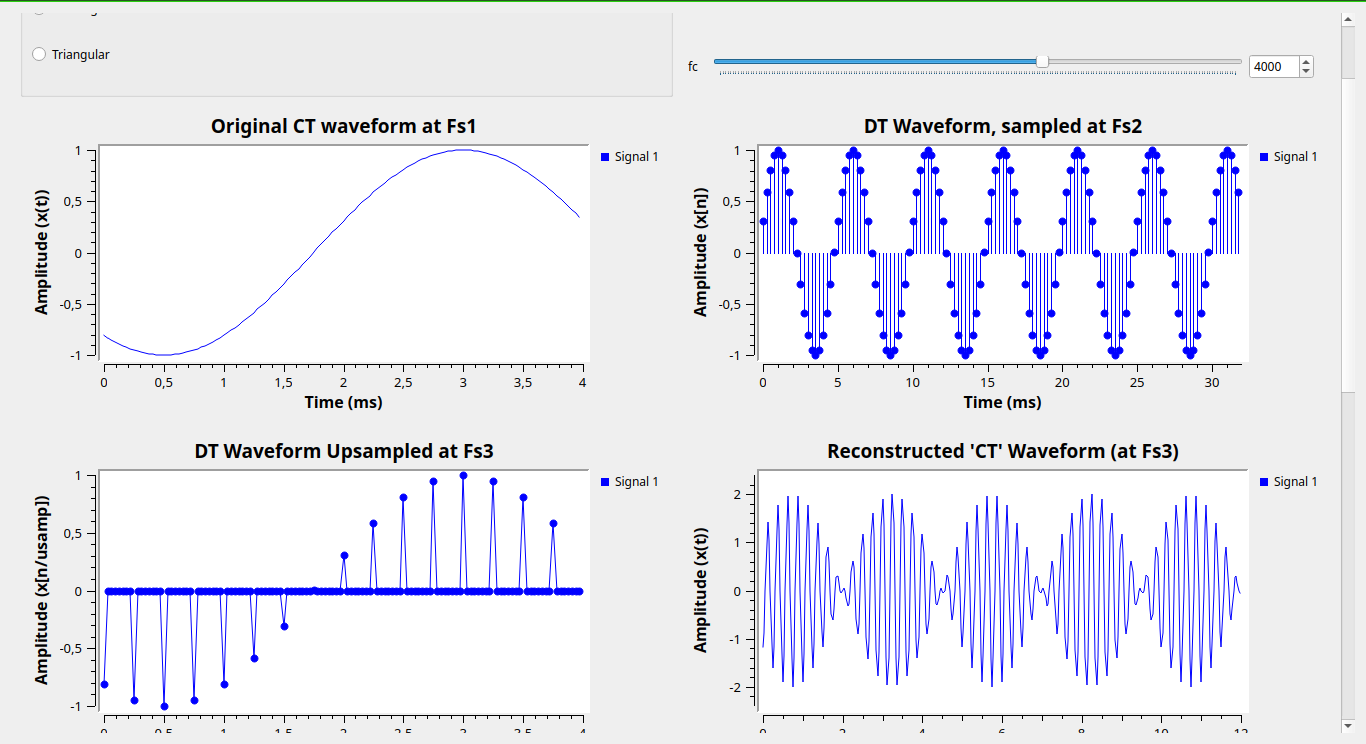 Triangular
fc
4000
Original CT waveform at Fs1
Signal 1
Amplitude (x(t))
1
0,5
0
-0,5
-1
0 0,5 1 1,5 2 2,5 3 3,5 4
Time (ms)
DT Waveform, sampled at Fs2
Signal 1
Amplitude (x[n])
1
0,5
0
-0,5
-1
0 5 10 15 20 25 30
Time (ms)
DT Waveform Upsampled at Fs3
Signal 1
Amplitude (x[n/usamp])
1
0,5
0
-0,5
-1
0 0,5 1 1,5 2 2,5 3 3,5 4
Reconstructed 'CT' Waveform (at Fs3)
Signal 1
Amplitude (x(t))
2
1
0
-1
-2
0 2 4 6 8 10 12